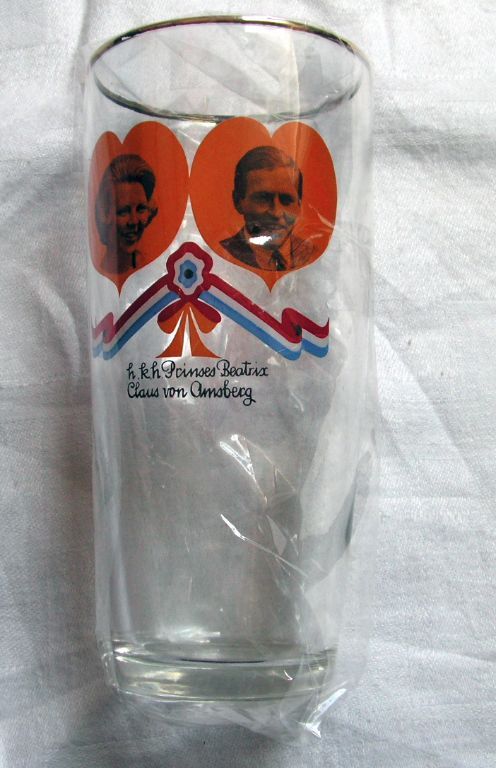 h.k.h. Prinses Beatrix
Claus von Amsberg